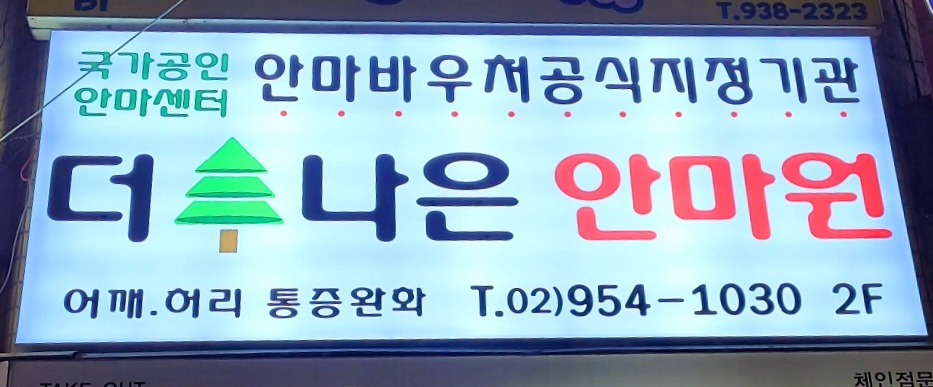 T.938-2323
국가공인
안마센터
안마바우처공식지정기관
더 나은 안마원
어깨.허리 통증완화 T.02)954-1030 2F
TAKE-OUT
체인점문